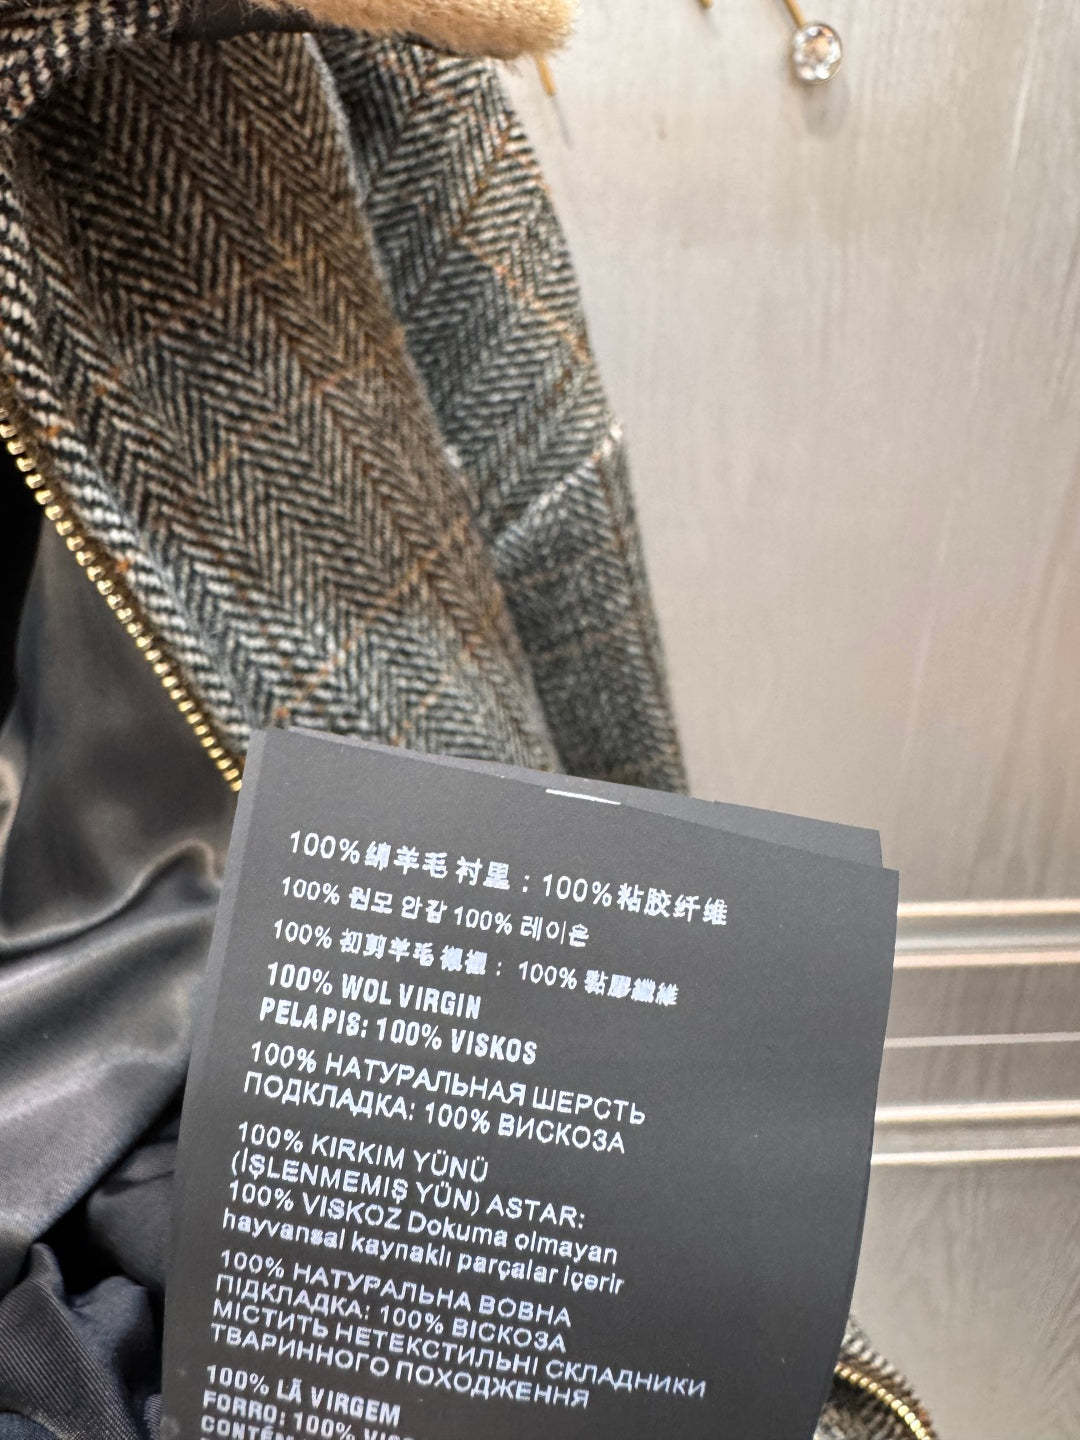 100%绵羊毛 衬里：100%粘胶纤维
100% 원모 안감 100% 레이온
100% 初剪羊毛 襯裡：100% 黏膠纖維
100% WOL VIRGIN
PELAPIS: 100% VISKOS
100% НАТУРАЛЬНАЯ ШЕРСТЬ
ПОДКЛАДКА: 100% ВИСКОЗА
100% KIRKIM YÜNÜ
(İŞLENMEMİŞ YÜN) ASTAR:
100% VISKOZ Dokuma olmayan
hayvansal kaynaklı parçalar içerir
100% НАТУРАЛЬНА ВОВНА
ПІДКЛАДКА: 100% ВІСКОЗА
МІСТИТЬ НЕТЕКСТИЛЬНІ СКЛАДНИКИ
ТВАРИННОГО ПОХОДЖЕННЯ
100% LÃ VIRGEM
FORRO: 100%